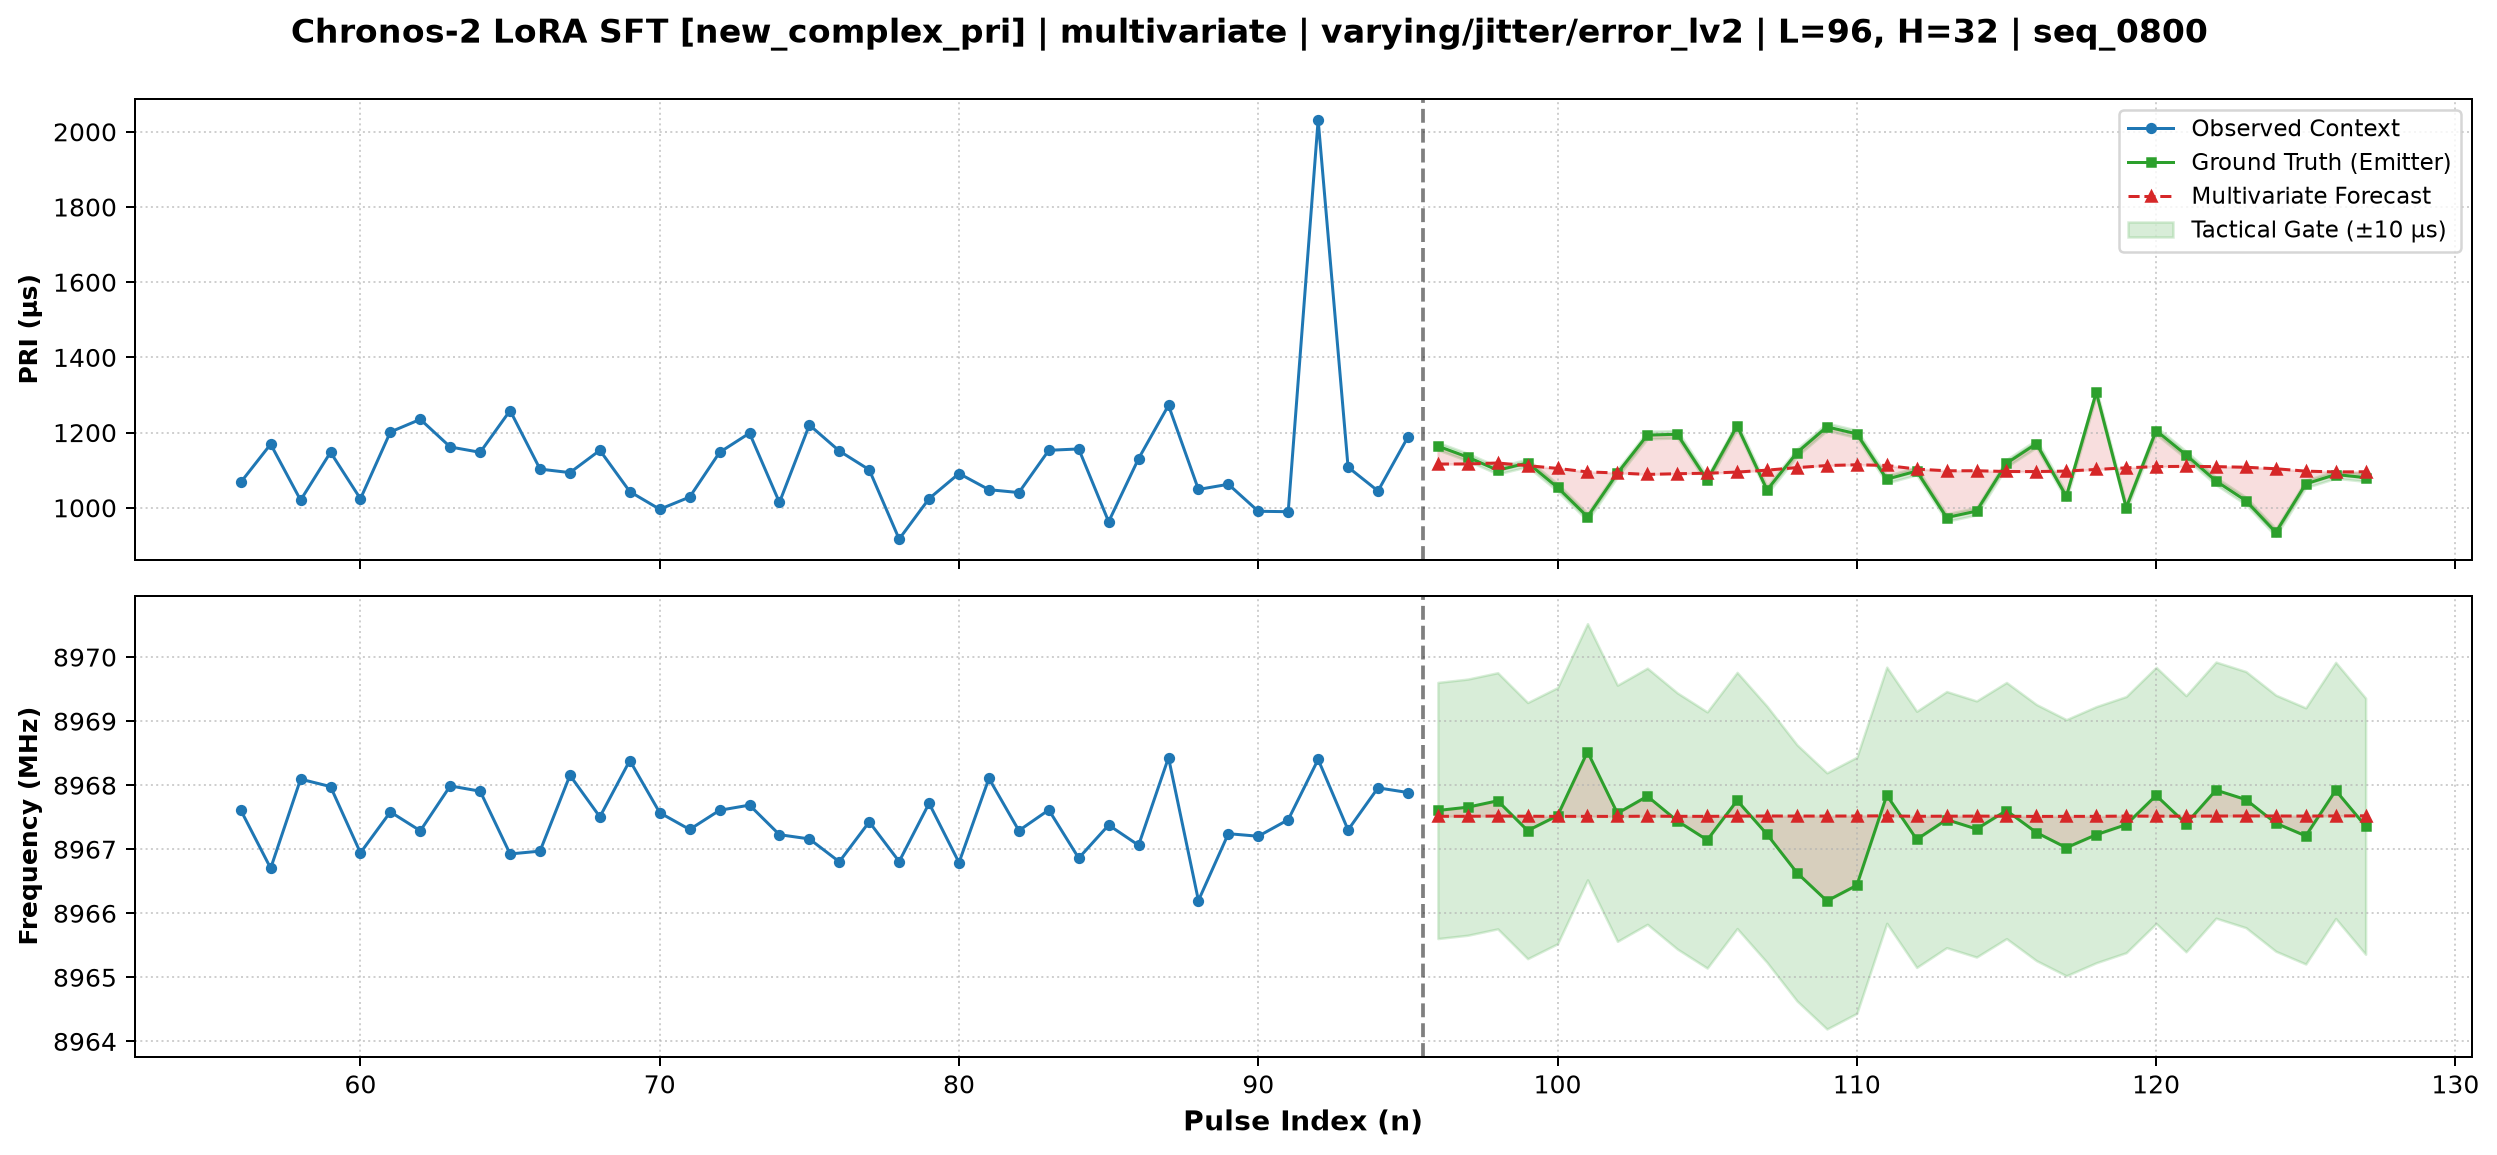 Chronos-2 LoRA SFT [new_complex_pri] | multivariate | varying/jitter/error_lv2 | L=96, H=32 | seq_0800
PRI (µs)
2000
1800
1600
1400
1200
1000
Observed Context
Ground Truth (Emitter)
Multivariate Forecast
Tactical Gate (±10 µs)
Frequency (MHz)
8970
8969
8968
8967
8966
8965
8964
60 70 80 90 100 110 120 130
Pulse Index (n)